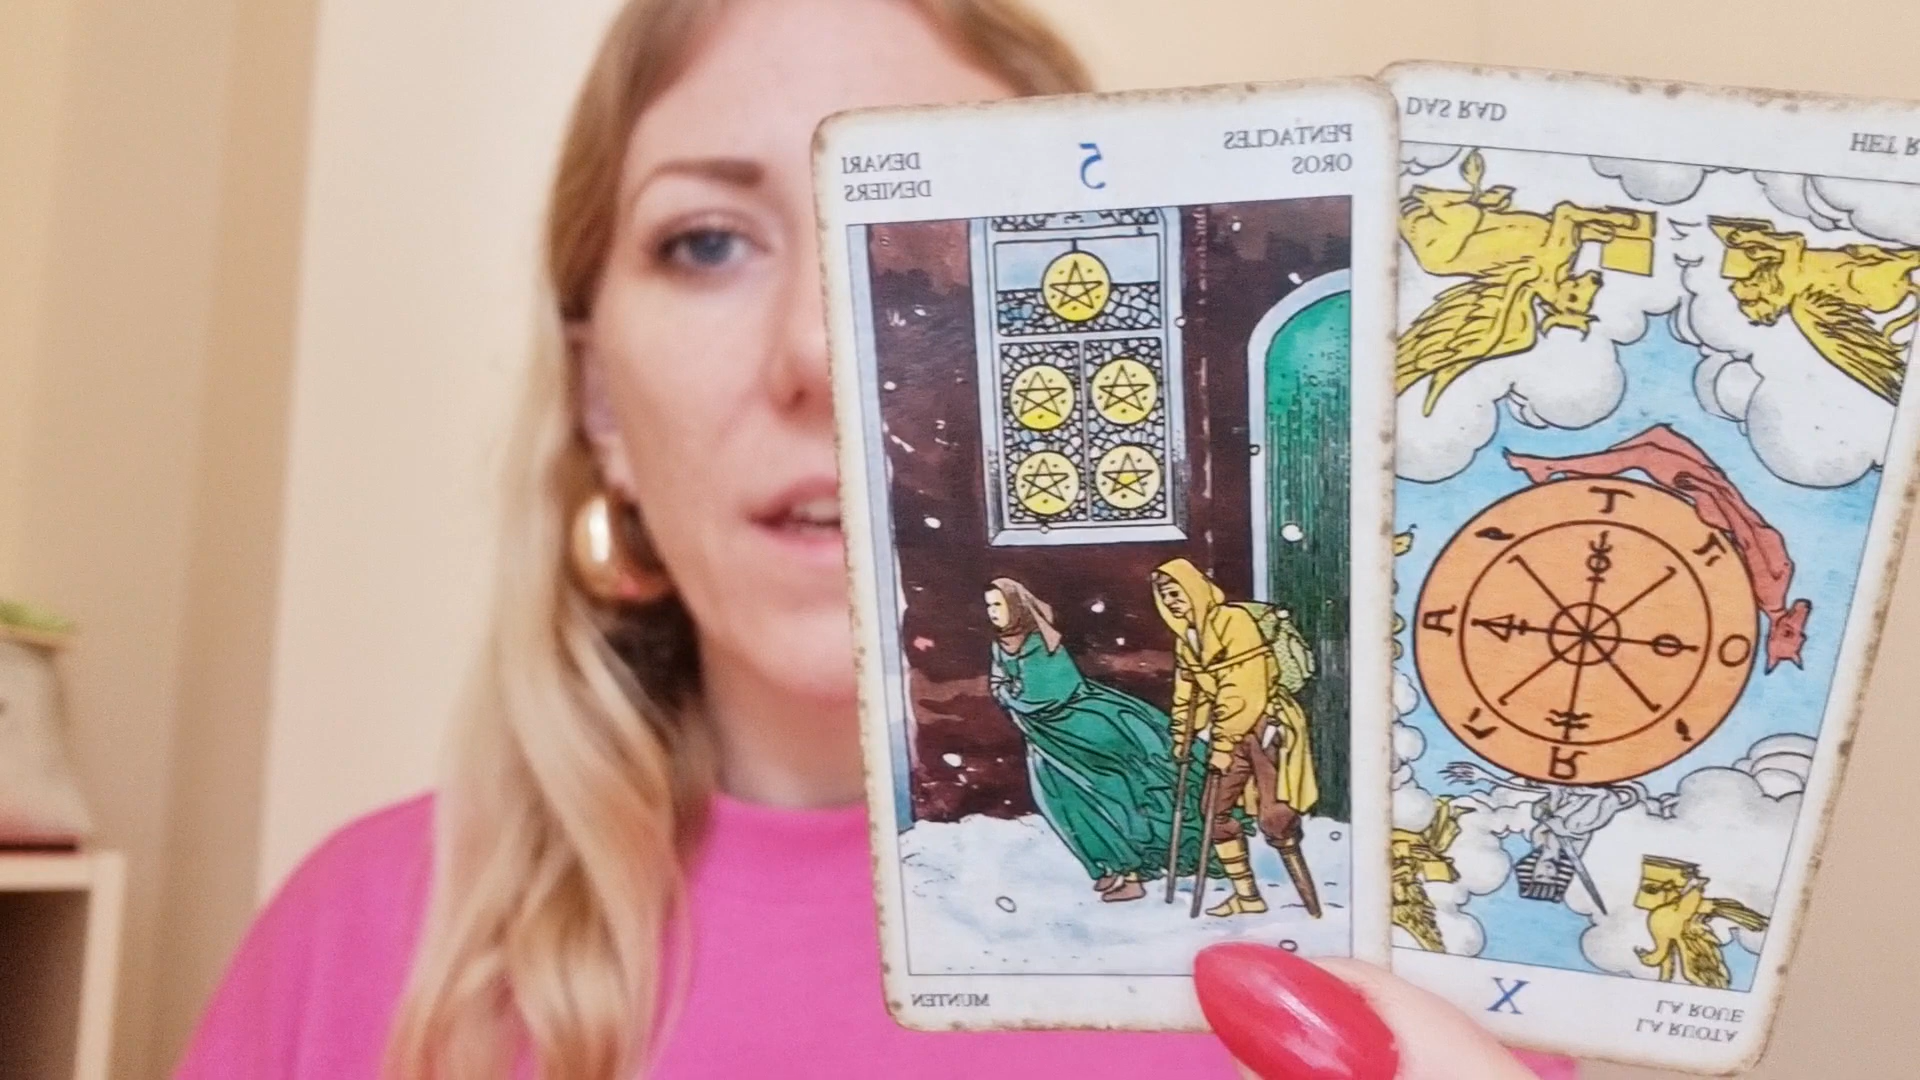 DENARI
DENIERS
5
PENTACLES
OROS
MUNTEN
DAS RAD
HET R
T
A
R
O
X
LA ROUE
LA RUOTA